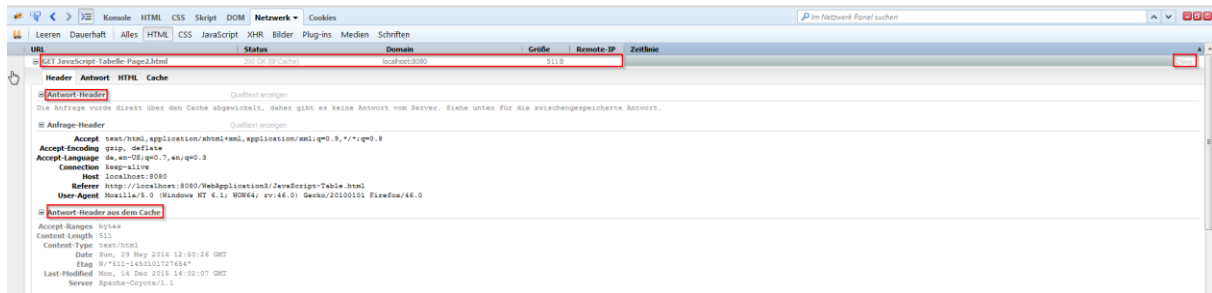 Konsole HTML CSS Skript DOM Netzwerk Cookies Im Netzwerk Panel suchen
Leeren Dauerhaft Alles HTML CSS JavaScript XHR Bilder Plug-ins Medien Schriften
URL Status Domain Größe Remote-IP Zeitlinie
GET JavaScript-Tabelle-Page2.html 200 OK (BFCache) localhost:8080 511 B
Header Antwort HTML Cache
Antwort-Header Quelltext anzeigen
Die Anfrage wurde direkt über den Cache abgewickelt, daher gibt es keine Antwort vom Server. Siehe unten für die zwischengespeicherte Antwort.
Anfrage-Header Quelltext anzeigen
Accept text/html,application/xhtml+xml,application/xml;q=0.9,*/*;q=0.8
Accept-Encoding gzip, deflate
Accept-Language de,en-US;q=0.7,en;q=0.3
Connection keep-alive
Host localhost:8080
Referer http://localhost:8080/WebApplication3/JavaScript-Table.html
User-Agent Mozilla/5.0 (Windows NT 6.1; WOW64; rv:46.0) Gecko/20100101 Firefox/46.0
Antwort-Header aus dem Cache
Accept-Ranges bytes
Content-Length 511
Content-Type text/html
Date Sun, 29 May 2016 12:50:26 GMT
Etag W/"511-1450101727654"
Last-Modified Mon, 14 Dec 2015 14:02:07 GMT
Server Apache-Coyote/1.1